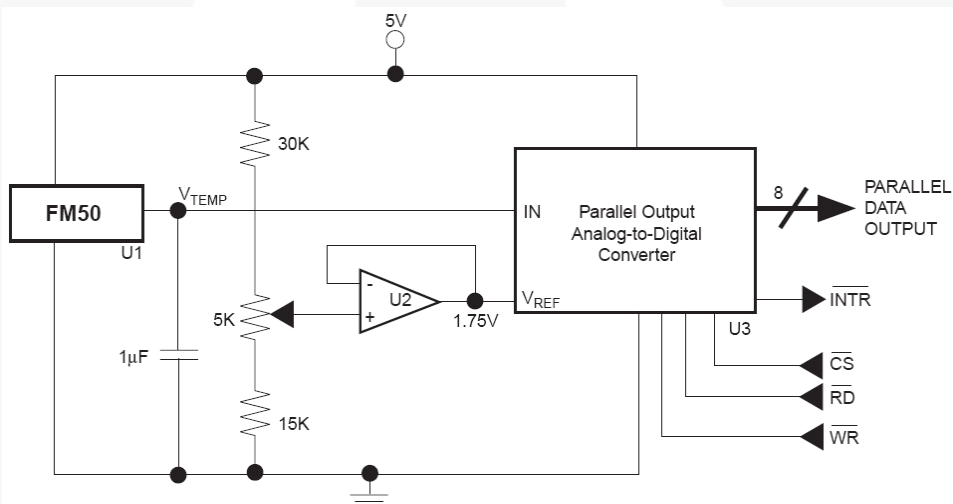 5V
30K
V_TEMP
FM50
U1
IN
Parallel Output
Analog-to-Digital
Converter
8
PARALLEL
DATA
OUTPUT
-
U2
+
5K
1.75V
V_REF
INTR
U3
1μF
CS
RD
15K
WR